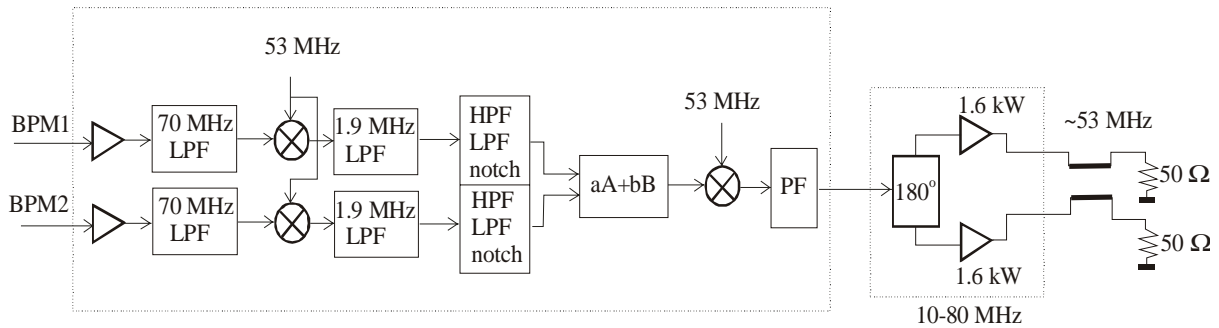 53 MHz
BPM1
70 MHz
LPF
1.9 MHz
LPF
HPF
LPF
notch
BPM2
70 MHz
LPF
1.9 MHz
LPF
HPF
LPF
notch
aA+bB
53 MHz
PF
180°
1.6 kW
1.6 kW
10-80 MHz
~53 MHz
50 Ω
50 Ω